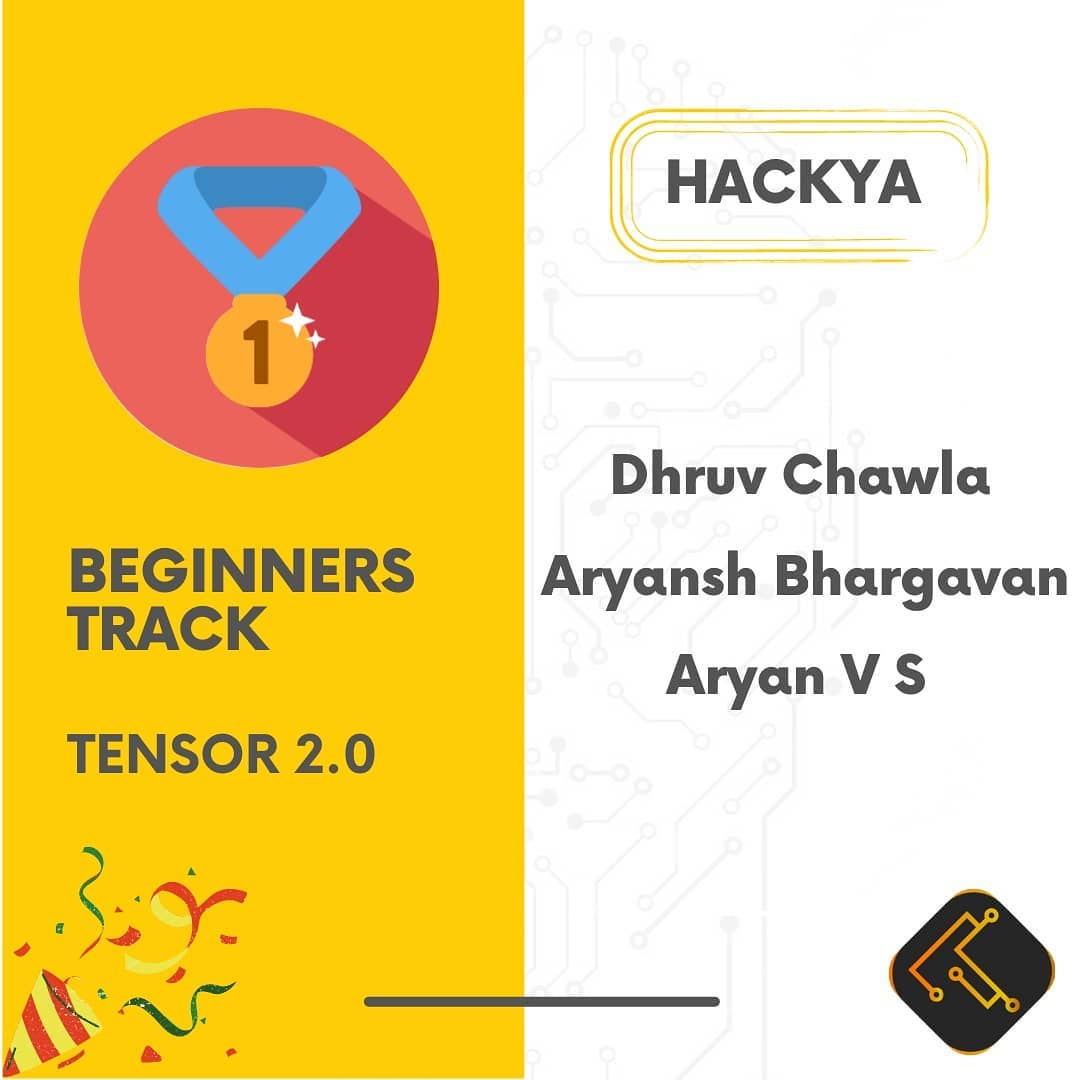 1
BEGINNERS
TRACK
TENSOR 2.0
HACKYA
Dhruv Chawla
Aryansh Bhargavan
Aryan V S